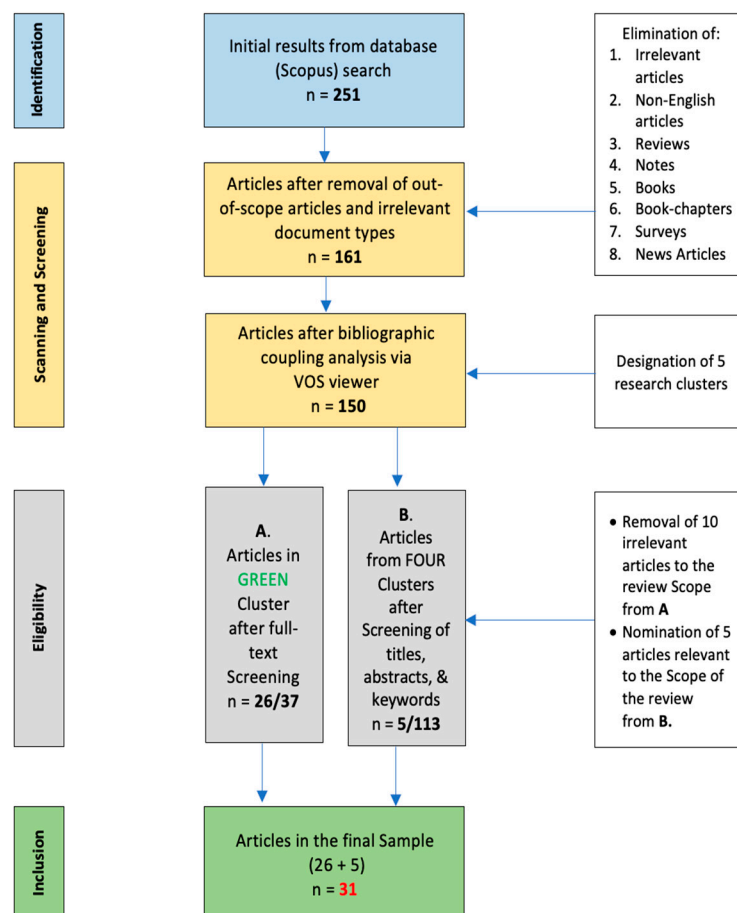 Identification
Initial results from database
(Scopus) search
n = 251
Elimination of:
1. Irrelevant
articles
2. Non-English
articles
3. Reviews
4. Notes
5. Books
6. Book-chapters
7. Surveys
8. News Articles
Scanning and Screening
Articles after removal of out-
of-scope articles and irrelevant
document types
n = 161
Articles after bibliographic
coupling analysis via
VOS viewer
n = 150
Designation of 5
research clusters
Eligibility
A.
Articles in
GREEN
Cluster
after full-
text
Screening
n = 26/37
B.
Articles
from FOUR
Clusters
after
Screening of
titles,
abstracts, &
keywords
n = 5/113
• Removal of 10
irrelevant
articles to the
review Scope
from A
• Nomination of 5
articles relevant
to the Scope of
the review
from B.
Inclusion
Articles in the final Sample
(26 + 5)
n = 31